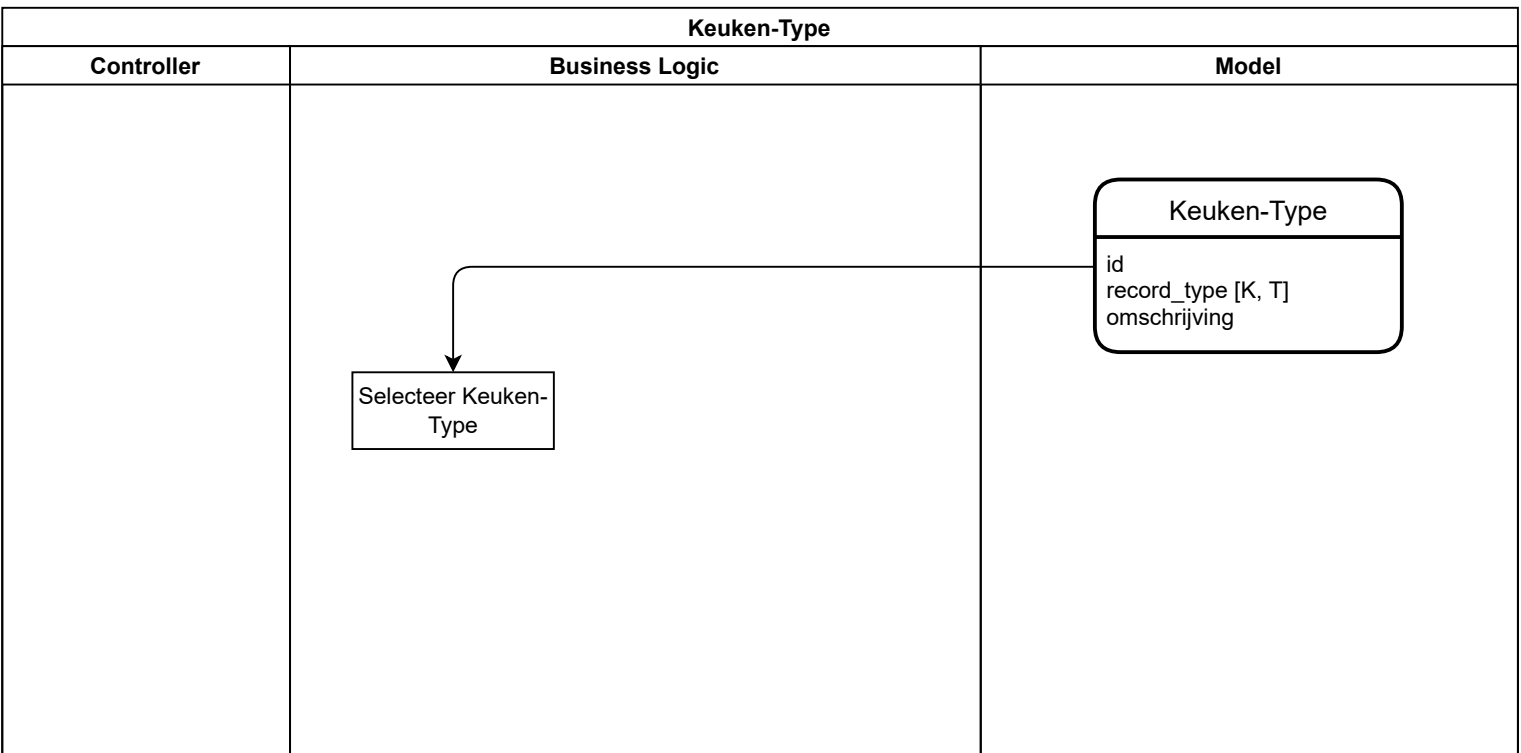 Keuken-Type
Controller
Business Logic
Model
Keuken-Type
id
record_type [K, T]
omschrijving
Selecteer Keuken-
Type